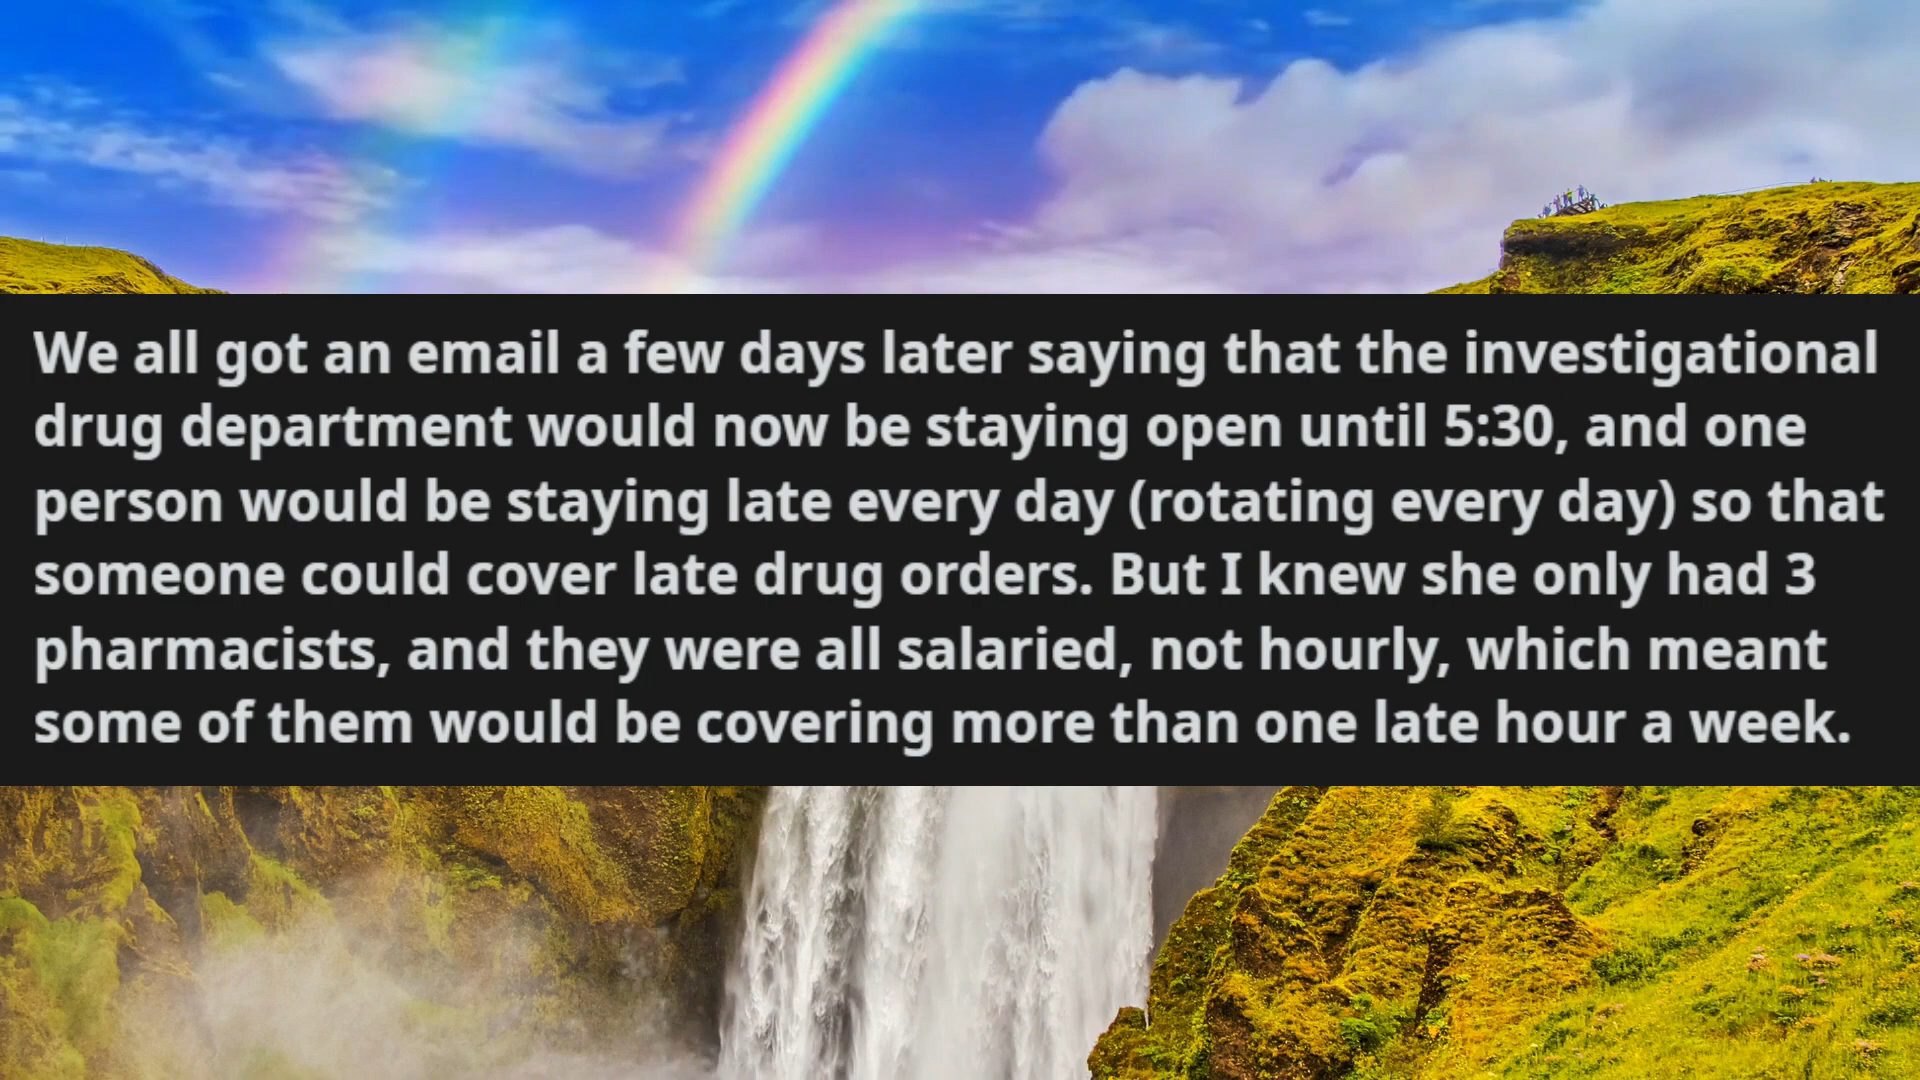 We all got an email a few days later saying that the investigational
drug department would now be staying open until 5:30, and one
person would be staying late every day (rotating every day) so that
someone could cover late drug orders. But I knew she only had 3
pharmacists, and they were all salaried, not hourly, which meant
some of them would be covering more than one late hour a week.